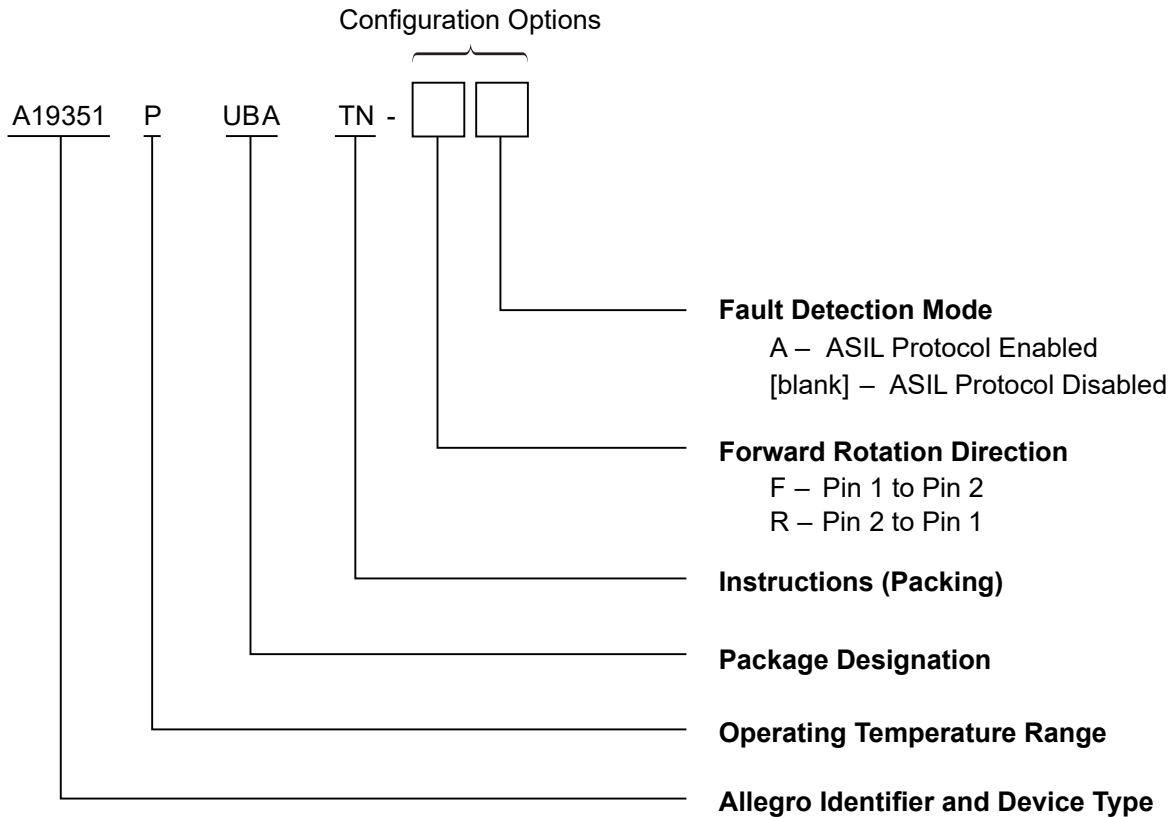 Configuration Options
A19351 P UBA TN -
Fault Detection Mode
A – ASIL Protocol Enabled
[blank] – ASIL Protocol Disabled
Forward Rotation Direction
F – Pin 1 to Pin 2
R – Pin 2 to Pin 1
Instructions (Packing)
Package Designation
Operating Temperature Range
Allegro Identifier and Device Type